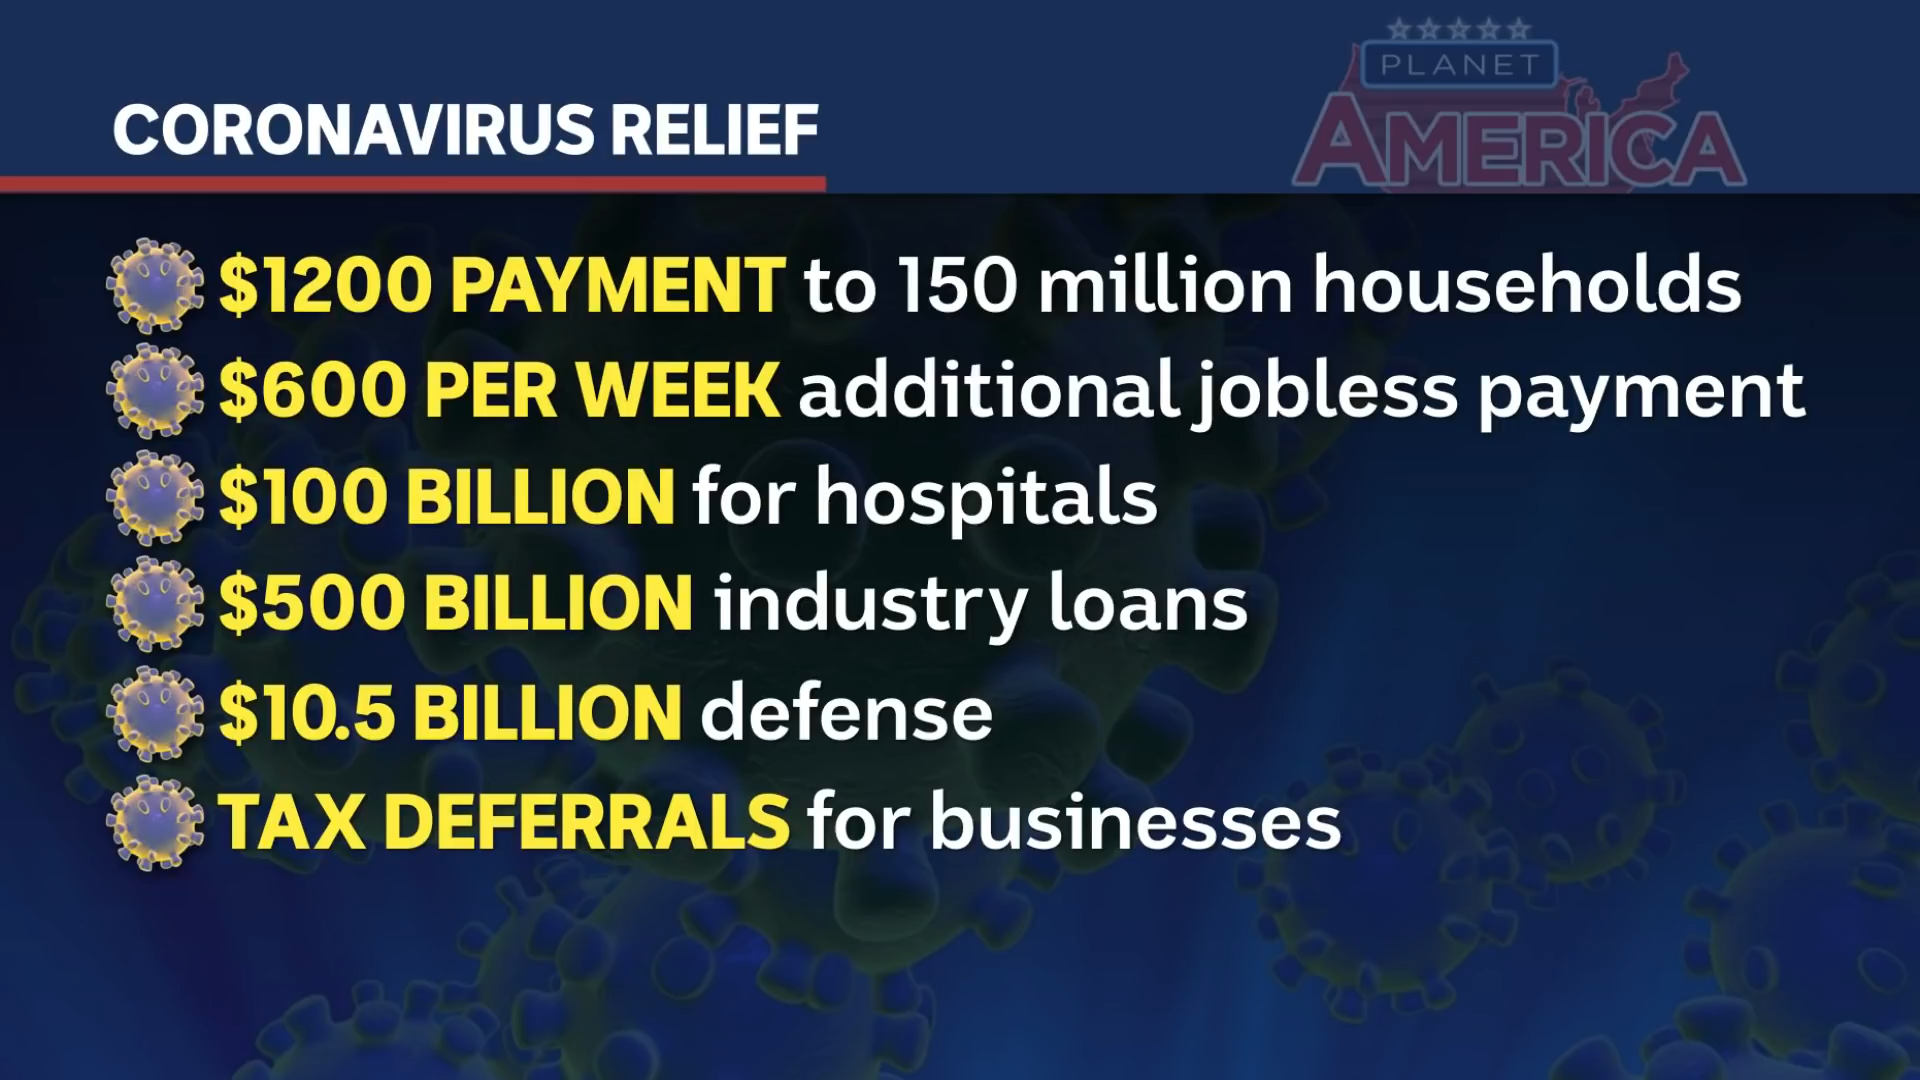 PLANET
AMERICA
CORONAVIRUS RELIEF
$1200 PAYMENT to 150 million households
$600 PER WEEK additional jobless payment
$100 BILLION for hospitals
$500 BILLION industry loans
$10.5 BILLION defense
TAX DEFERRALS for businesses